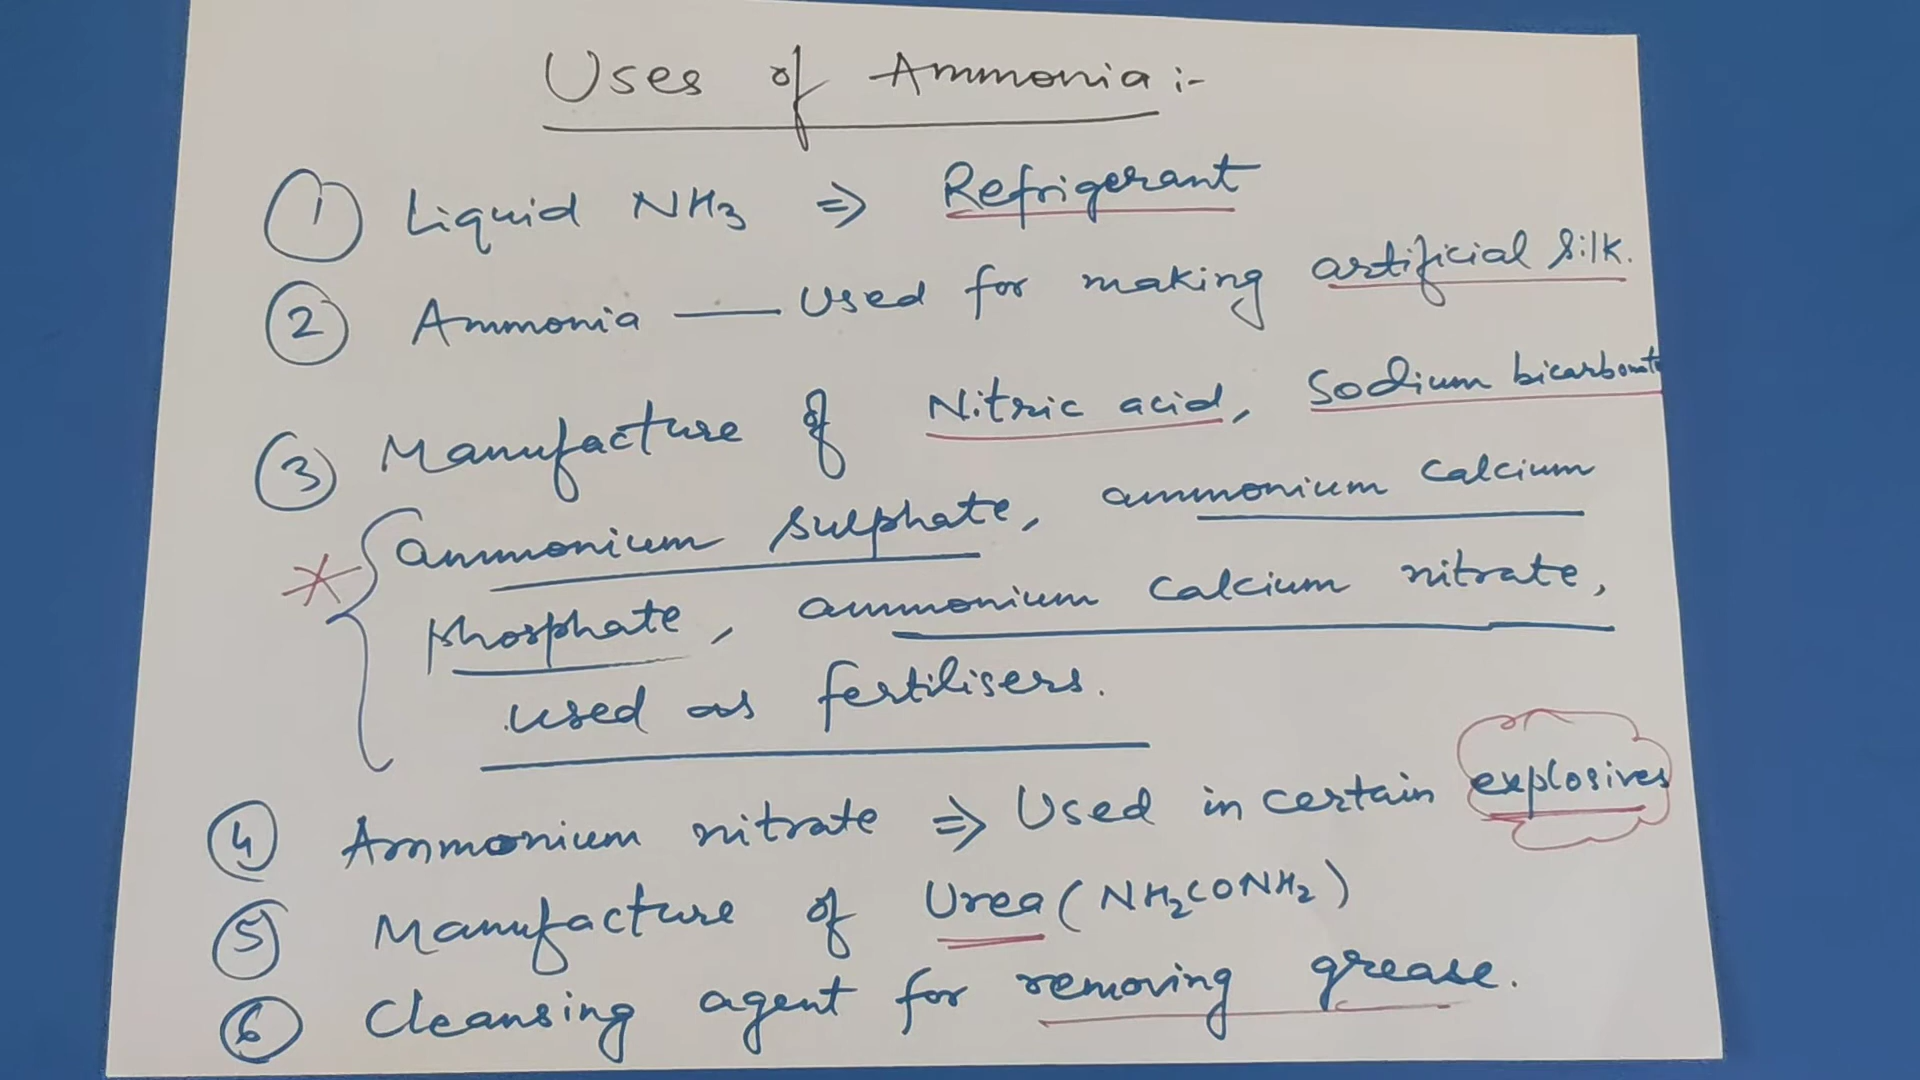 Uses of Ammonia :-
① Liquid NH3 ⇒ Refrigerant
② Ammonia — Used for making artificial silk.
③ Manufacture of Nitric acid, Sodium bicarbonate
* { ammonium sulphate, ammonium calcium
phosphate, ammonium calcium nitrate,
used as fertilisers.
④ Ammonium nitrate ⇒ Used in certain explosives
⑤ Manufacture of Urea (NH2CONH2)
⑥ Cleansing agent for removing grease.